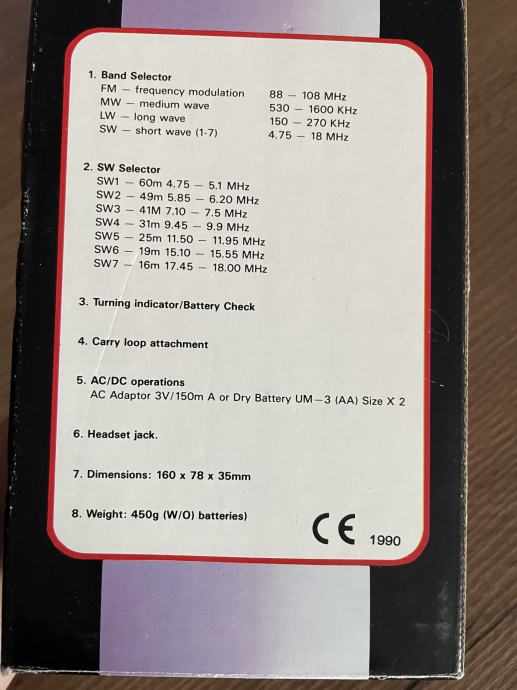 1. Band Selector
FM — frequency modulation 88 — 108 MHz
MW — medium wave 530 — 1600 KHz
LW — long wave 150 — 270 KHz
SW — short wave (1-7) 4.75 — 18 MHz
2. SW Selector
SW1 — 60m 4.75 — 5.1 MHz
SW2 — 49m 5.85 — 6.20 MHz
SW3 — 41M 7.10 — 7.5 MHz
SW4 — 31m 9.45 — 9.9 MHz
SW5 — 25m 11.50 — 11.95 MHz
SW6 — 19m 15.10 — 15.55 MHz
SW7 — 16m 17.45 — 18.00 MHz
3. Turning indicator/Battery Check
4. Carry loop attachment
5. AC/DC operations
AC Adaptor 3V/150m A or Dry Battery UM—3 (AA) Size X 2
6. Headset jack.
7. Dimensions: 160 x 78 x 35mm
8. Weight: 450g (W/O) batteries)
CE 1990